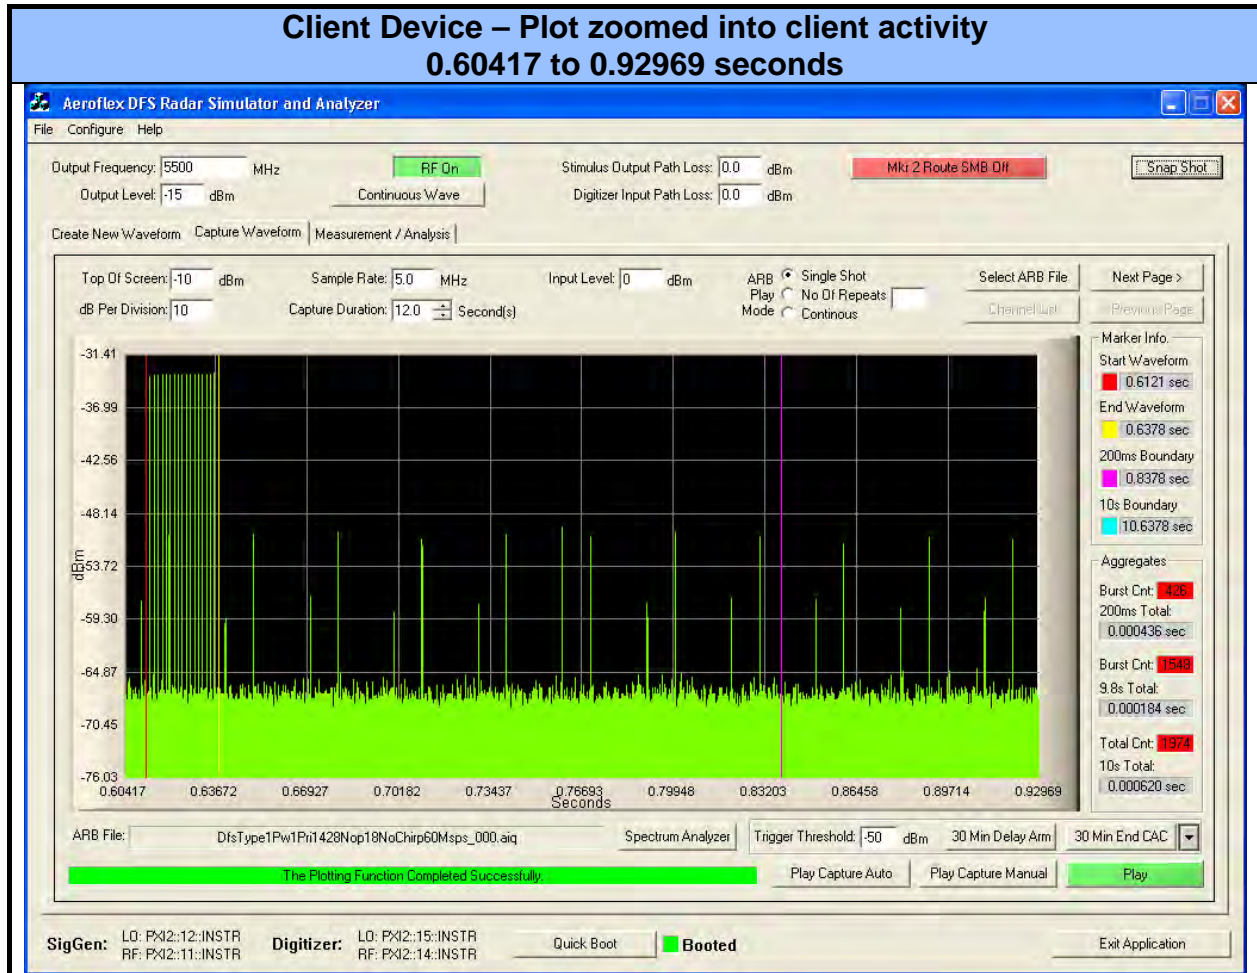 Client Device – Plot zoomed into client activity
0.60417 to 0.92969 seconds
Aeroflex DFS Radar Simulator and Analyzer
File Configure Help
Output Frequency: 5500 MHz RF On Stimulus Output Path Loss: 0.0 dBm Mkr 2 Route SMB Off Snap Shot
Output Level: -15 dBm Continuous Wave Digitizer Input Path Loss: 0.0 dBm
Create New Waveform Capture Waveform Measurement / Analysis
Top Of Screen: -10 dBm Sample Rate: 5.0 MHz Input Level: 0 dBm ARB Play Mode Single Shot Select ARB File Next Page >
No Of Repeats
dB Per Division: 10 Capture Duration: 12.0 Second(s) Continous Channel List Previous Page
Marker Info.
Start Waveform
0.6121 sec
End Waveform
0.6378 sec
200ms Boundary
0.8378 sec
10s Boundary
10.6378 sec
Aggregates
Burst Cnt: 426
200ms Total:
0.000436 sec
Burst Cnt: 1548
9.8s Total:
0.000184 sec
Total Cnt: 1974
10s Total:
0.000620 sec
-31.41
-36.99
-42.56
-48.14
-53.72
-59.30
-64.87
-70.45
-76.03
dBm
0.60417 0.63672 0.66927 0.70182 0.73437 0.76693 0.79948 0.83203 0.86458 0.89714 0.92969
Seconds
ARB File: DfsType1Pw1Pri1428Nop18NoChirp60Msps_000.aiq Spectrum Analyzer Trigger Threshold: -50 dBm 30 Min Delay Arm 30 Min End CAC
The Plotting Function Completed Successfully. Play Capture Auto Play Capture Manual Play
SigGen: LO: PXI2::12::INSTR Digitizer: LO: PXI2::15::INSTR Quick Boot Booted Exit Application
RF: PXI2::11::INSTR RF: PXI2::14::INSTR